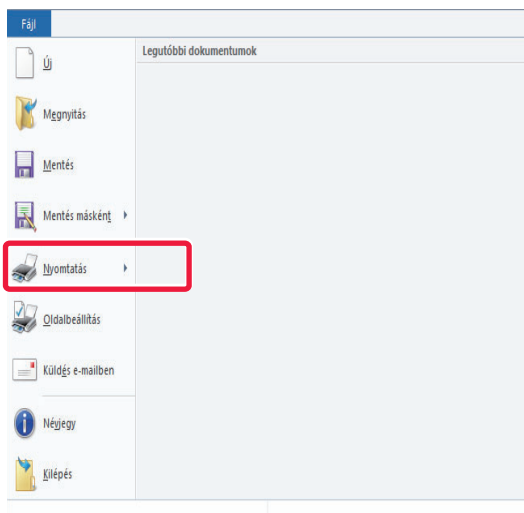 Fájl
Legutóbbi dokumentumok
Új
Megnyitás
Mentés
Mentés másként
Nyomtatás
Oldalbeállítás
Küldés e-mailben
Névjegy
Kilépés